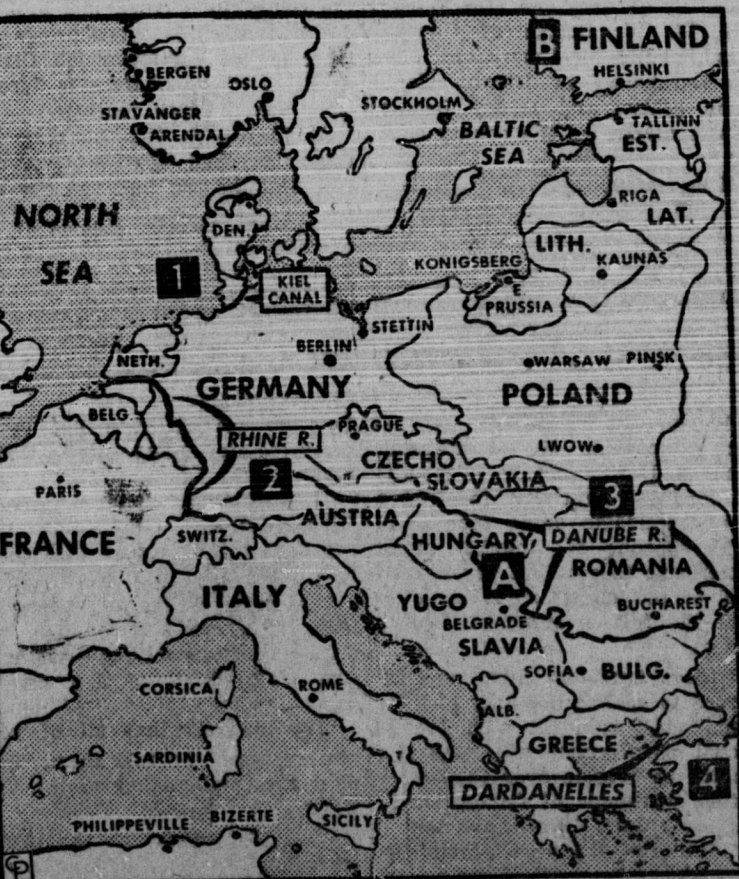 B FINLAND
HELSINKI
BERGEN
OSLO
STAVANGER
ARENDAL
STOCKHOLM
BALTIC
SEA
TALLINN
EST.
RIGA
LAT.
LITH.
KAUNAS
NORTH
SEA
DEN.
1
KIEL
CANAL
KONIGSBERG
E
PRUSSIA
STETTIN
BERLIN
NETH.
GERMANY
WARSAW
PINSK
POLAND
BELG.
RHINE R.
PRAGUE
LWOW
CZECHO
SLOVAKIA
2
3
PARIS
FRANCE
SWITZ.
AUSTRIA
HUNGARY
DANUBE R.
ROMANIA
A
ITALY
YUGO
BELGRADE
SLAVIA
BUCHAREST
SOFIA
BULG.
CORSICA
ROME
ALB.
SARDINIA
GREECE
DARDANELLES
4
PHILIPPEVILLE
BIZERTE
SICILY
CP